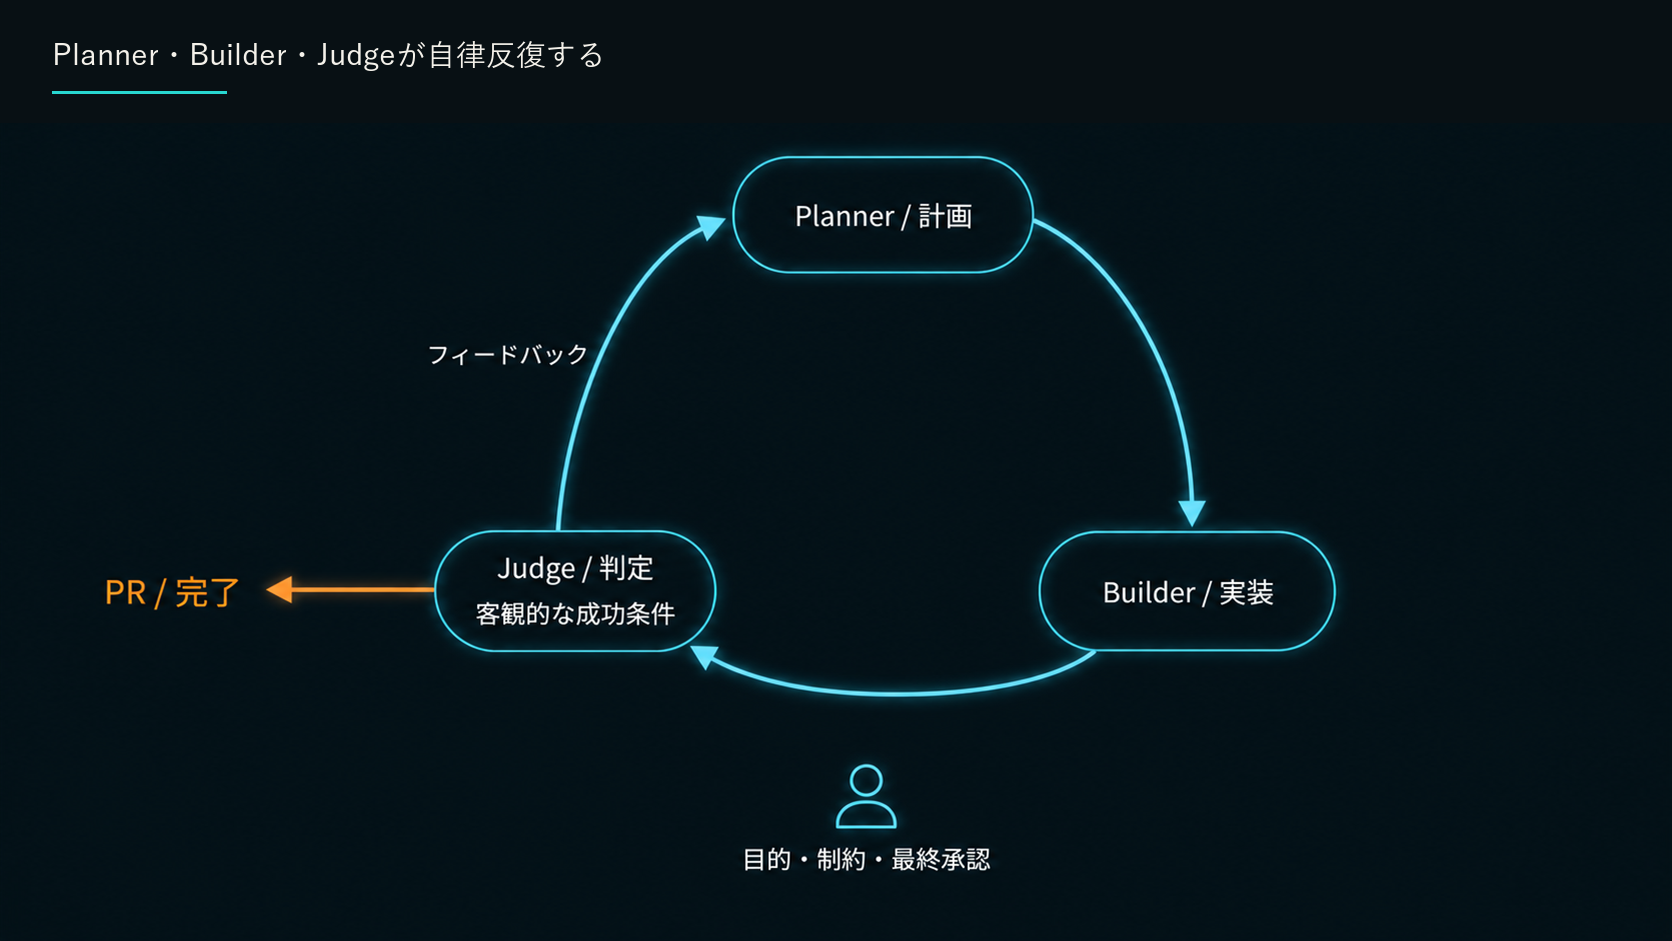 Planner・Builder・Judgeが自律反復する
Planner / 計画
フィードバック
Judge / 判定
客観的な成功条件
PR / 完了
Builder / 実装
目的・制約・最終承認